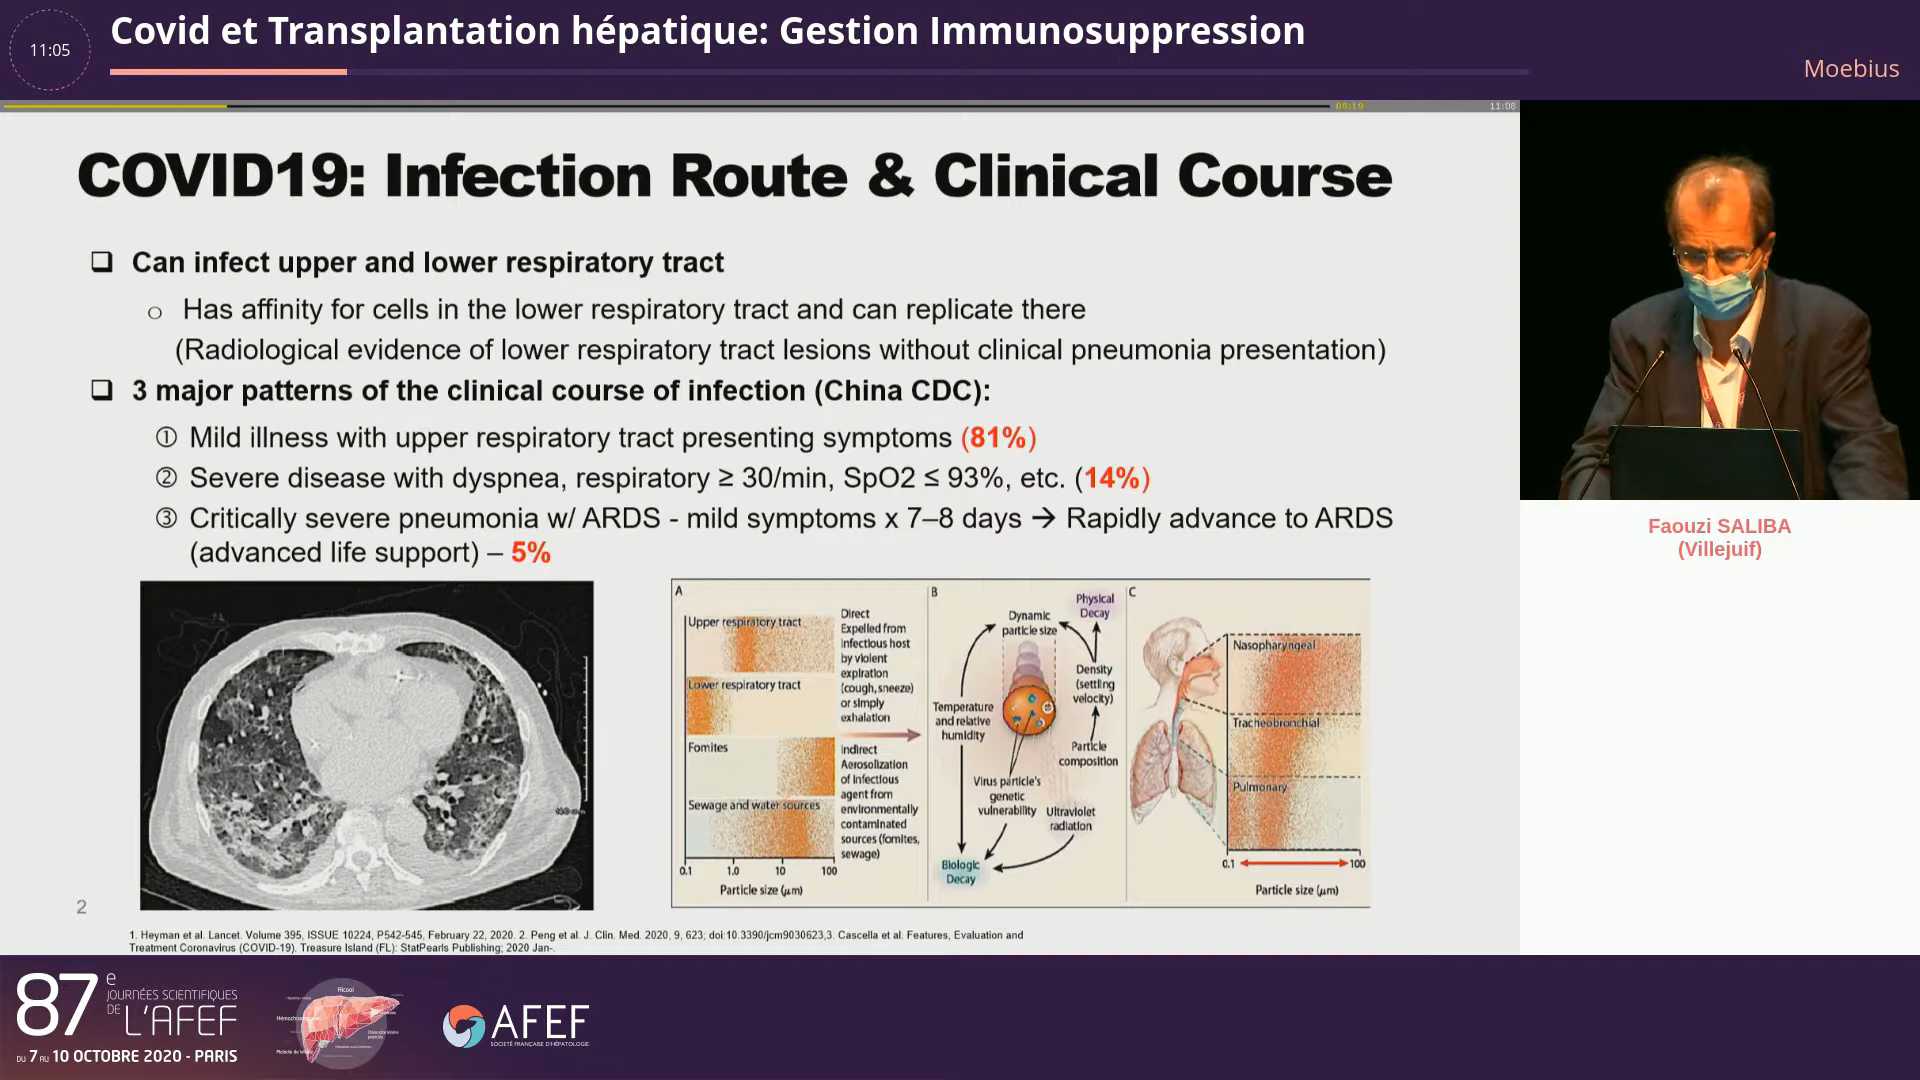 11:05
Covid et Transplantation hépatique: Gestion Immunosuppression
Moebius
08:19
11:06
COVID19: Infection Route & Clinical Course
❑ Can infect upper and lower respiratory tract
o Has affinity for cells in the lower respiratory tract and can replicate there
(Radiological evidence of lower respiratory tract lesions without clinical pneumonia presentation)
❑ 3 major patterns of the clinical course of infection (China CDC):
① Mild illness with upper respiratory tract presenting symptoms (81%)
② Severe disease with dyspnea, respiratory ≥ 30/min, SpO2 ≤ 93%, etc. (14%)
③ Critically severe pneumonia w/ ARDS - mild symptoms x 7–8 days → Rapidly advance to ARDS
(advanced life support) – 5%
A
Upper respiratory tract
Lower respiratory tract
Fomites
Sewage and water sources
0.1 1.0 10 100
Particle size (μm)
Direct
Expelled from
infectious host
by violent
expiration
(cough, sneeze)
or simply
exhalation
Indirect
Aerosolization
of infectious
agent from
environmentally
contaminated
sources (fomites,
sewage)
B
Physical
Decay
Dynamic
particle size
Density
(settling
velocity)
Temperature
and relative
humidity
Particle
composition
Virus particle's
genetic
vulnerability
Ultraviolet
radiation
Biologic
Decay
C
Nasopharyngeal
Tracheobronchial
Pulmonary
0.1 100
Particle size (μm)
2
1. Heyman et al. Lancet. Volume 395, ISSUE 10224, P542-545, February 22, 2020. 2. Peng et al. J. Clin. Med. 2020, 9, 623; doi:10.3390/jcm9030623,3. Cascella et al. Features, Evaluation and
Treatment Coronavirus (COVID-19). Treasure Island (FL): StatPearls Publishing; 2020 Jan-.
Faouzi SALIBA
(Villejuif)
87e
JOURNÉES SCIENTIFIQUES
DE L'AFEF
DU 7 AU 10 OCTOBRE 2020 - PARIS
Alcool
AFEF
SOCIÉTÉ FRANÇAISE D'HÉPATOLOGIE